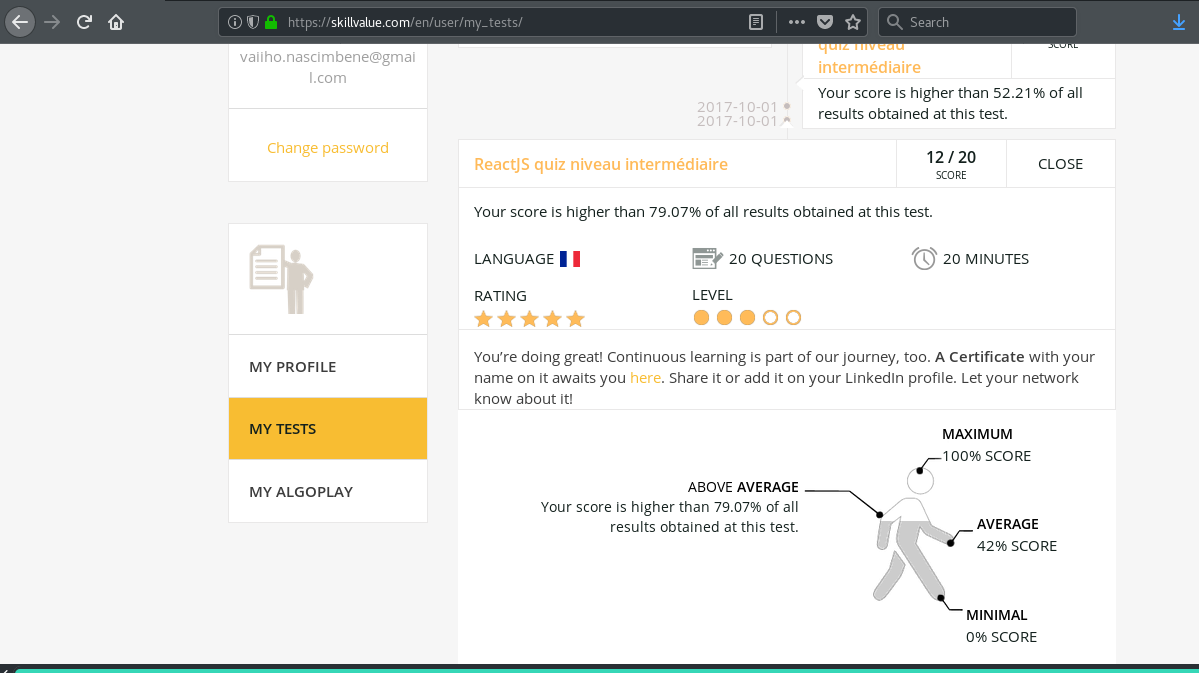 https://skillvalue.com/en/user/my_tests/
Search
vaiiho.nascimbene@gmai
l.com
Change password
MY PROFILE
MY TESTS
MY ALGOPLAY
quiz niveau
intermédiaire
SCORE
Your score is higher than 52.21% of all
results obtained at this test.
2017-10-01
2017-10-01
ReactJS quiz niveau intermédiaire
12 / 20
SCORE
CLOSE
Your score is higher than 79.07% of all results obtained at this test.
LANGUAGE
20 QUESTIONS
20 MINUTES
RATING
LEVEL
You’re doing great! Continuous learning is part of our journey, too. A Certificate with your
name on it awaits you here. Share it or add it on your LinkedIn profile. Let your network
know about it!
MAXIMUM
100% SCORE
ABOVE AVERAGE
Your score is higher than 79.07% of all
results obtained at this test.
AVERAGE
42% SCORE
MINIMAL
0% SCORE